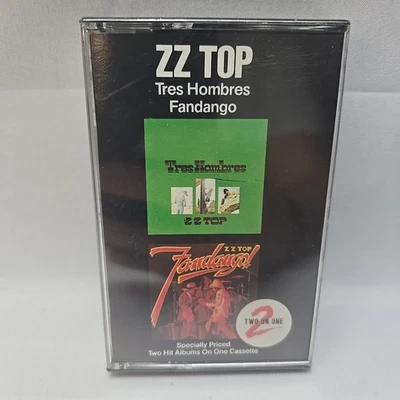 ZZ TOP
Tres Hombres
Fandango
Tres Hombres
ZZ TOP
ZZ TOP
Fandango!
2
TWO ON ONE
Specially Priced
Two Hit Albums On One Cassette